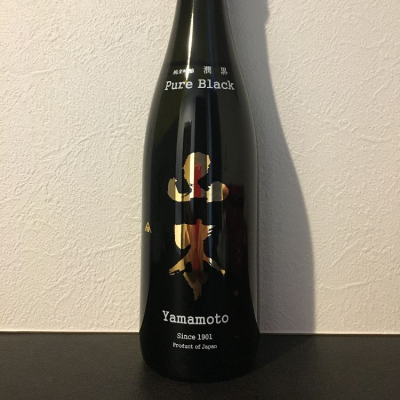 純米吟醸 潤黒
Pure Black
山本
Yamamoto
Since 1901
Product of Japan